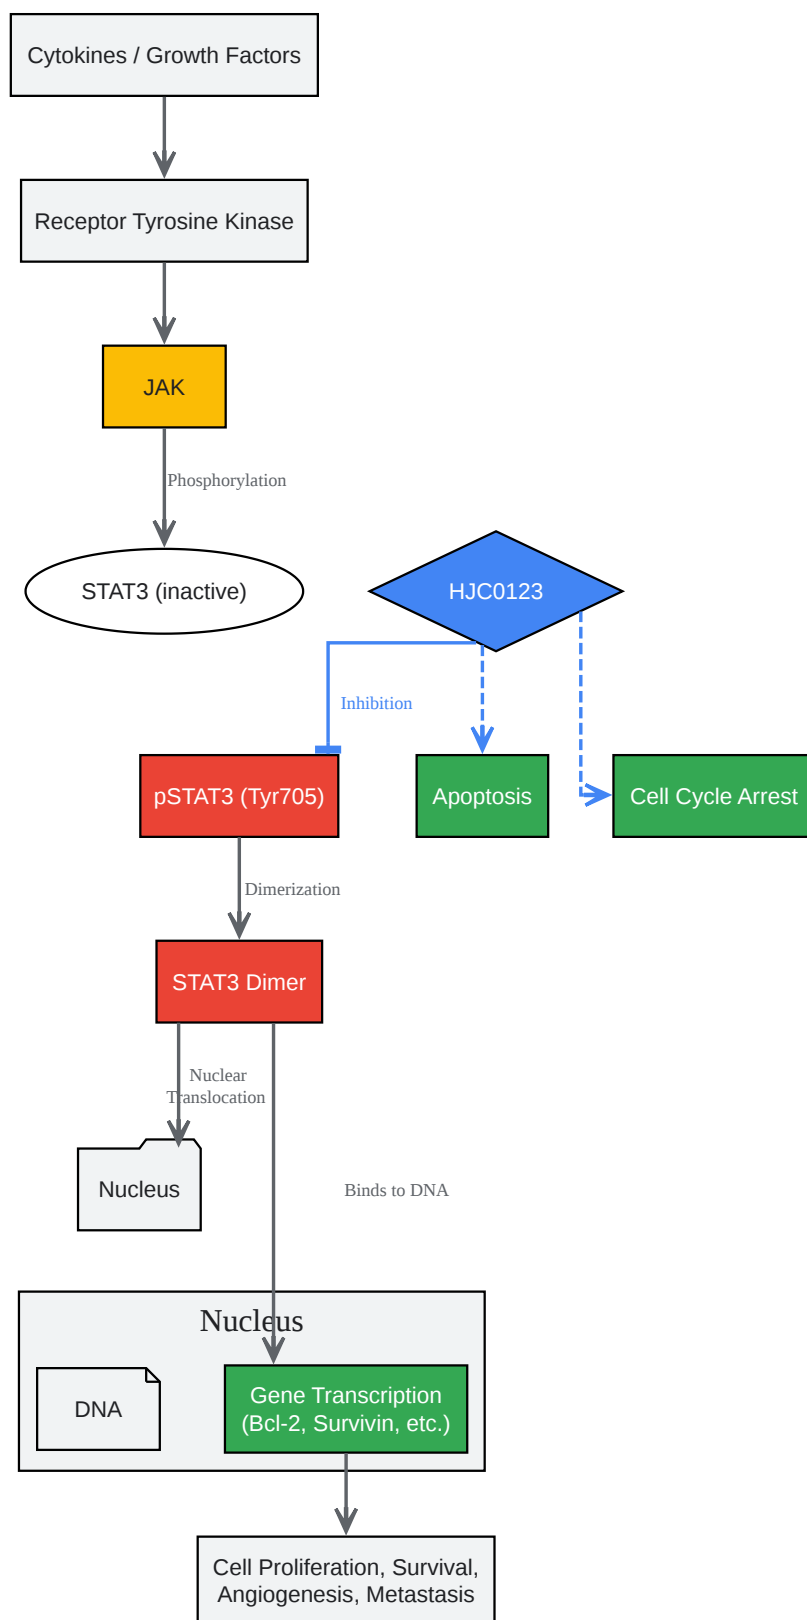 Cytokines / Growth Factors
Receptor Tyrosine Kinase
JAK
Phosphorylation
STAT3 (inactive)
HJC0123
Inhibition
pSTAT3 (Tyr705)
Apoptosis
Cell Cycle Arrest
Dimerization
STAT3 Dimer
Nuclear
Translocation
Nucleus
Binds to DNA
Nucleus
DNA
Gene Transcription
(Bcl-2, Survivin, etc.)
Cell Proliferation, Survival,
Angiogenesis, Metastasis